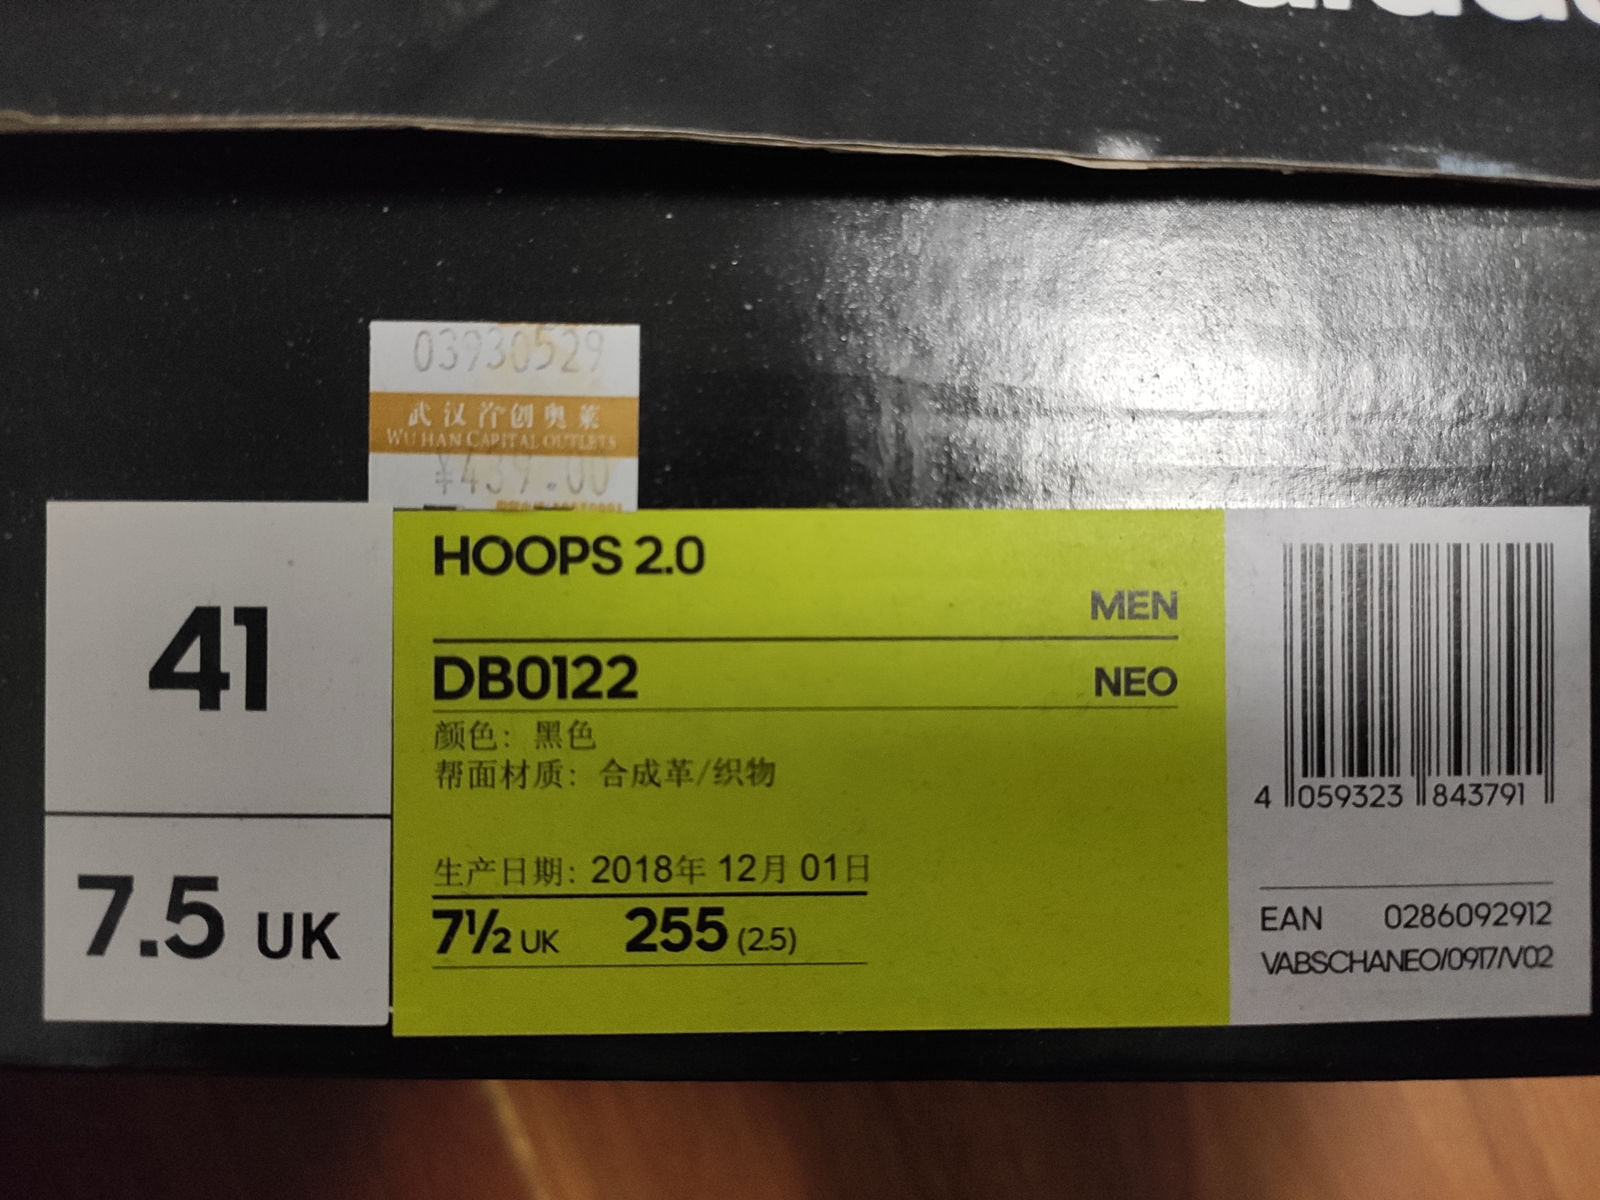 03930529
武汉首创奥莱
WUHAN CAPITAL OUTLETS
¥439.00
41
7.5 UK
HOOPS 2.0
MEN
DB0122
NEO
颜色：黑色
帮面材质：合成革/织物
生产日期：2018年 12月 01日
7½ UK 255 (2.5)
4 059323 843791
EAN 0286092912
VABSCHANEO/0917/V02